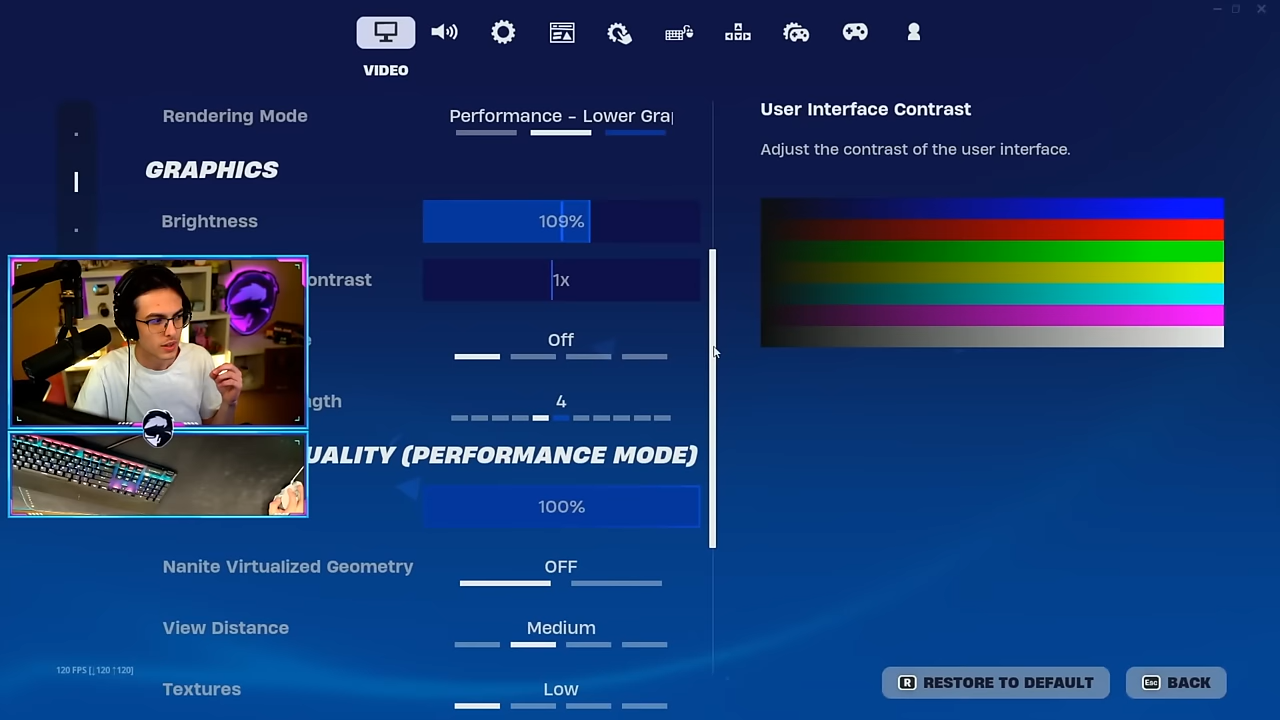 VIDEO
Rendering Mode
Performance - Lower Gra
User Interface Contrast
Adjust the contrast of the user interface.
GRAPHICS
Brightness
109%
ontrast
1x
Off
4
UALITY (PERFORMANCE MODE)
100%
Nanite Virtualized Geometry
OFF
View Distance
Medium
Textures
Low
120 FPS [↓120 ↑120]
R RESTORE TO DEFAULT
Esc BACK